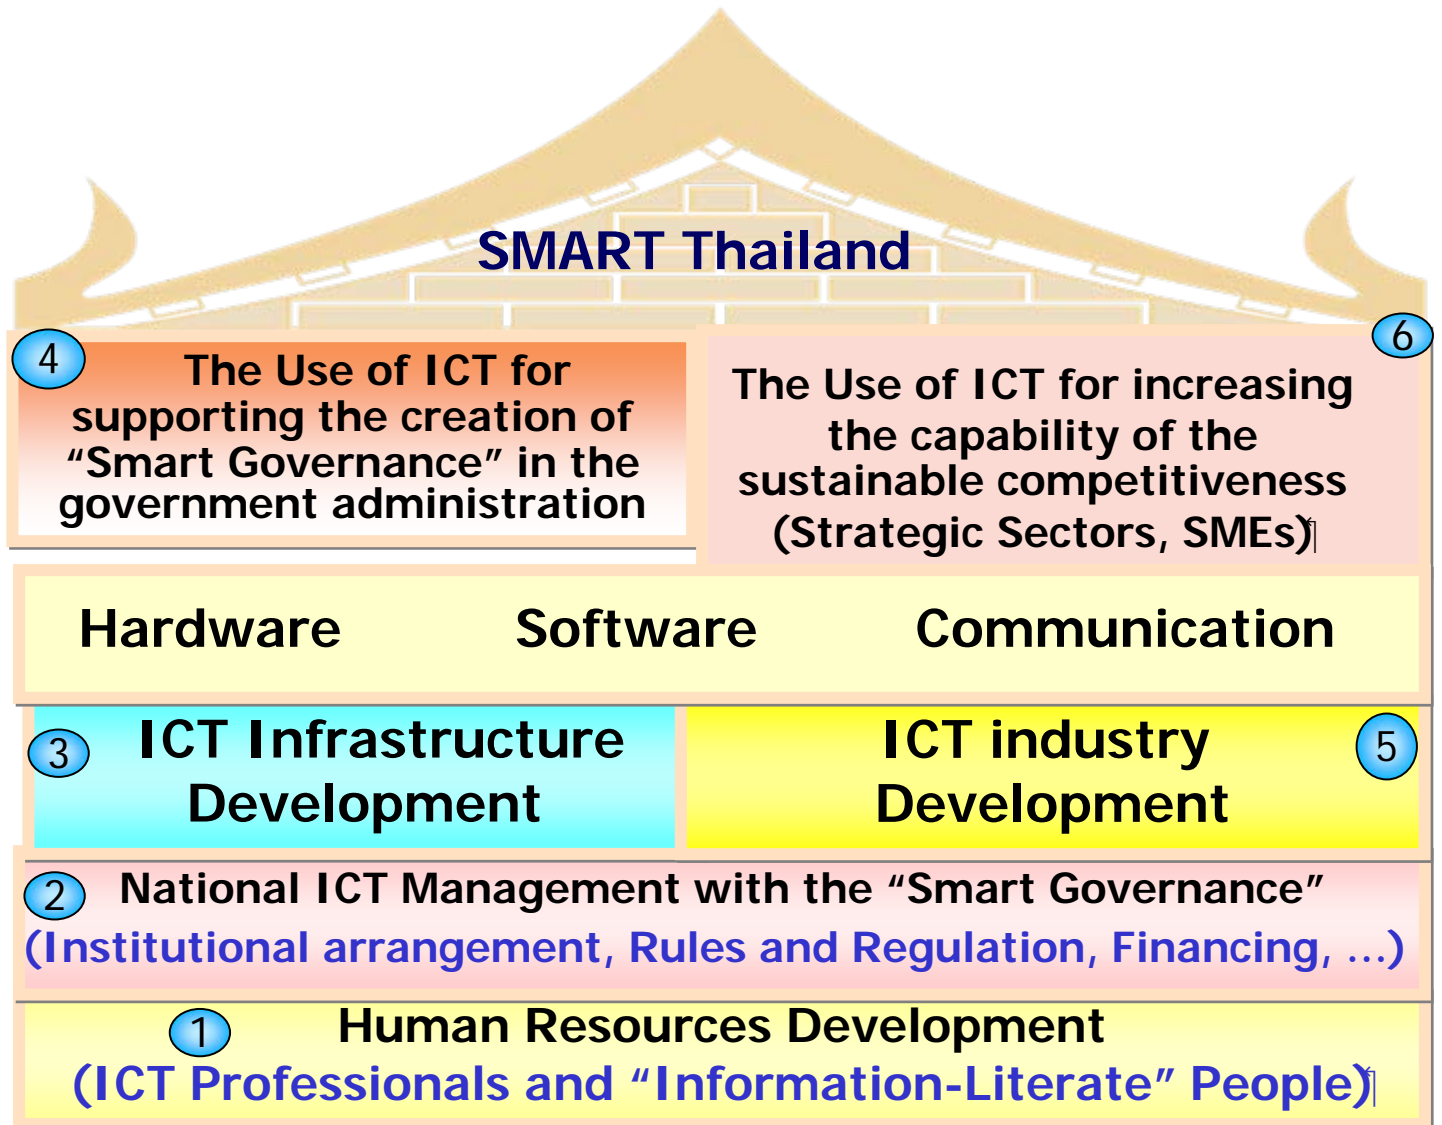 SMART Thailand
4
The Use of ICT for
supporting the creation of
“Smart Governance” in the
government administration
6
The Use of ICT for increasing
the capability of the
sustainable competitiveness
(Strategic Sectors, SMEs)
Hardware Software Communication
3
ICT Infrastructure
Development
ICT industry
Development
5
2
National ICT Management with the “Smart Governance”
(Institutional arrangement, Rules and Regulation, Financing, …)
1
Human Resources Development
(ICT Professionals and “Information-Literate” People)